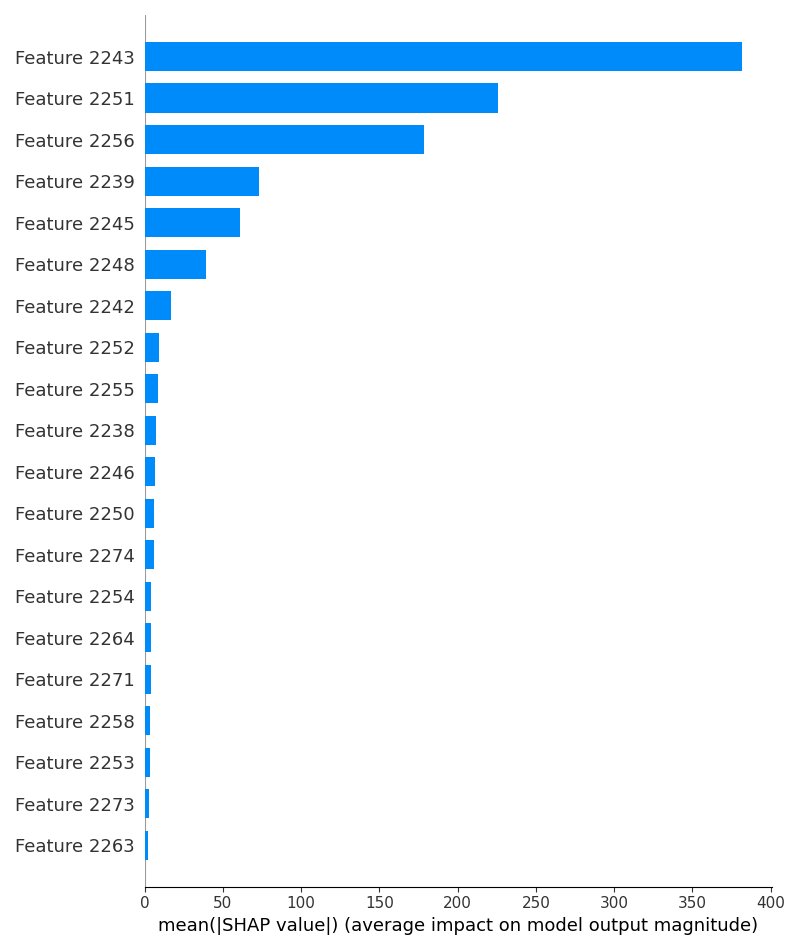 Feature 2243
Feature 2251
Feature 2256
Feature 2239
Feature 2245
Feature 2248
Feature 2242
Feature 2252
Feature 2255
Feature 2238
Feature 2246
Feature 2250
Feature 2274
Feature 2254
Feature 2264
Feature 2271
Feature 2258
Feature 2253
Feature 2273
Feature 2263
0 50 100 150 200 250 300 350 400
mean(|SHAP value|) (average impact on model output magnitude)